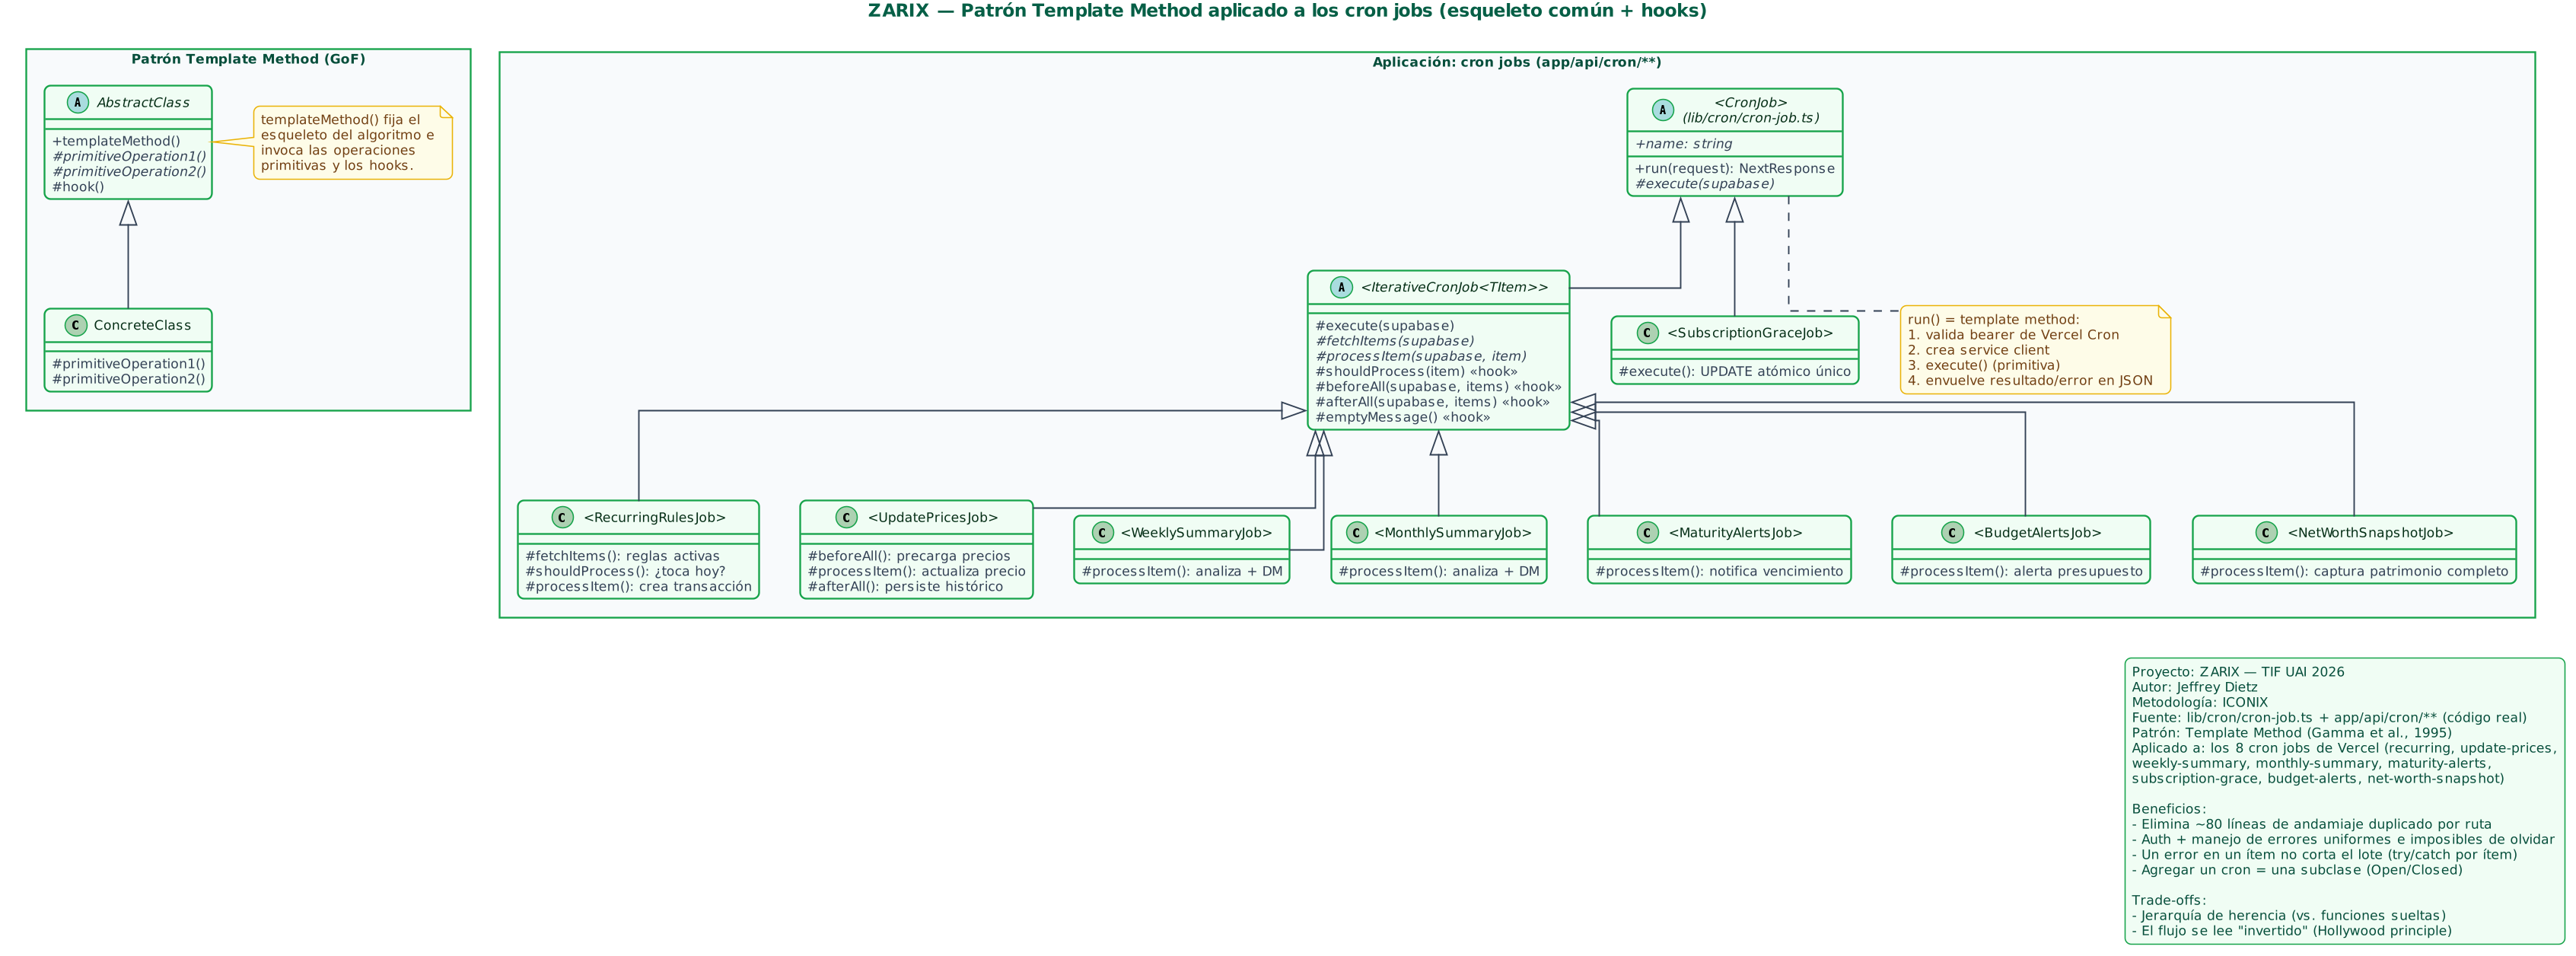 ZARIX — Patrón Template Method aplicado a los cron jobs (esqueleto común + hooks)
Patrón Template Method (GoF)
A AbstractClass
+templateMethod()
#primitiveOperation1()
#primitiveOperation2()
#hook()
templateMethod() fija el
esqueleto del algoritmo e
invoca las operaciones
primitivas y los hooks.
C ConcreteClass
#primitiveOperation1()
#primitiveOperation2()
Aplicación: cron jobs (app/api/cron/**)
A <CronJob>
(lib/cron/cron-job.ts)
+name: string
+run(request): NextResponse
#execute(supabase)
A <IterativeCronJob<TItem>>
#execute(supabase)
#fetchItems(supabase)
#processItem(supabase, item)
#shouldProcess(item) «hook»
#beforeAll(supabase, items) «hook»
#afterAll(supabase, items) «hook»
#emptyMessage() «hook»
C <SubscriptionGraceJob>
#execute(): UPDATE atómico único
run() = template method:
1. valida bearer de Vercel Cron
2. crea service client
3. execute() (primitiva)
4. envuelve resultado/error en JSON
C <RecurringRulesJob>
#fetchItems(): reglas activas
#shouldProcess(): ¿toca hoy?
#processItem(): crea transacción
C <UpdatePricesJob>
#beforeAll(): precarga precios
#processItem(): actualiza precio
#afterAll(): persiste histórico
C <WeeklySummaryJob>
#processItem(): analiza + DM
C <MonthlySummaryJob>
#processItem(): analiza + DM
C <MaturityAlertsJob>
#processItem(): notifica vencimiento
C <BudgetAlertsJob>
#processItem(): alerta presupuesto
C <NetWorthSnapshotJob>
#processItem(): captura patrimonio completo
Proyecto: ZARIX — TIF UAI 2026
Autor: Jeffrey Dietz
Metodología: ICONIX
Fuente: lib/cron/cron-job.ts + app/api/cron/** (código real)
Patrón: Template Method (Gamma et al., 1995)
Aplicado a: los 8 cron jobs de Vercel (recurring, update-prices,
weekly-summary, monthly-summary, maturity-alerts,
subscription-grace, budget-alerts, net-worth-snapshot)
Beneficios:
- Elimina ~80 líneas de andamiaje duplicado por ruta
- Auth + manejo de errores uniformes e imposibles de olvidar
- Un error en un ítem no corta el lote (try/catch por ítem)
- Agregar un cron = una subclase (Open/Closed)
Trade-offs:
- Jerarquía de herencia (vs. funciones sueltas)
- El flujo se lee "invertido" (Hollywood principle)